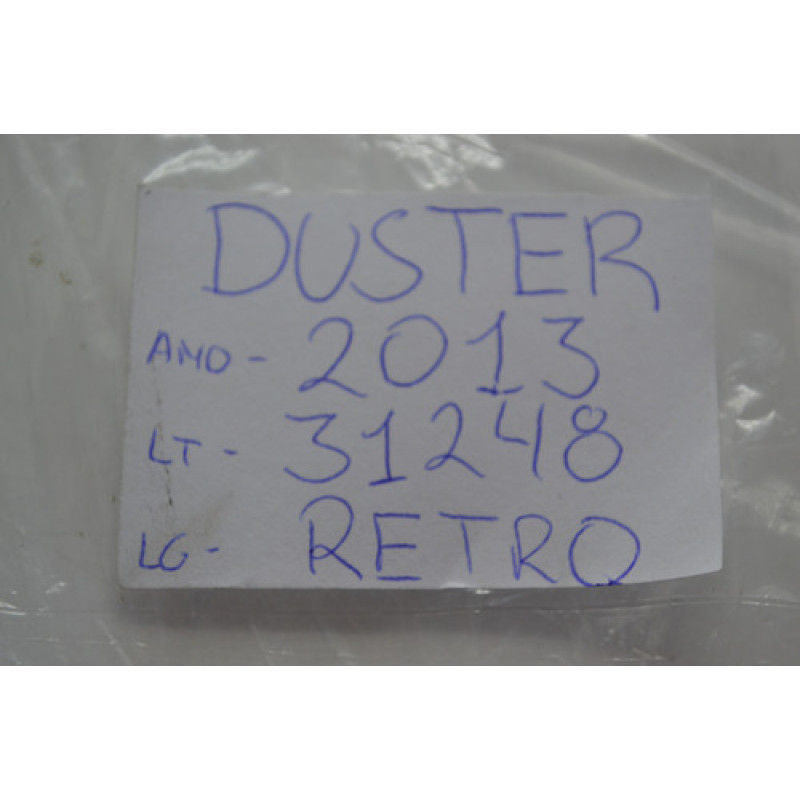 DUSTER
ANO - 2013
LT - 31248
LG - RETRO